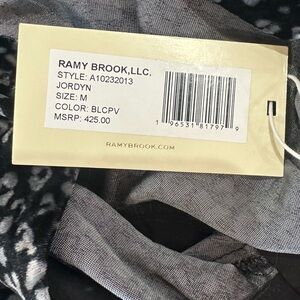 RAMY BROOK,LLC.
STYLE: A10232013
JORDYN
SIZE: M
COLOR: BLCPV
MSRP: 425.00
1 96531 81797 9
RAMYBROOK.COM